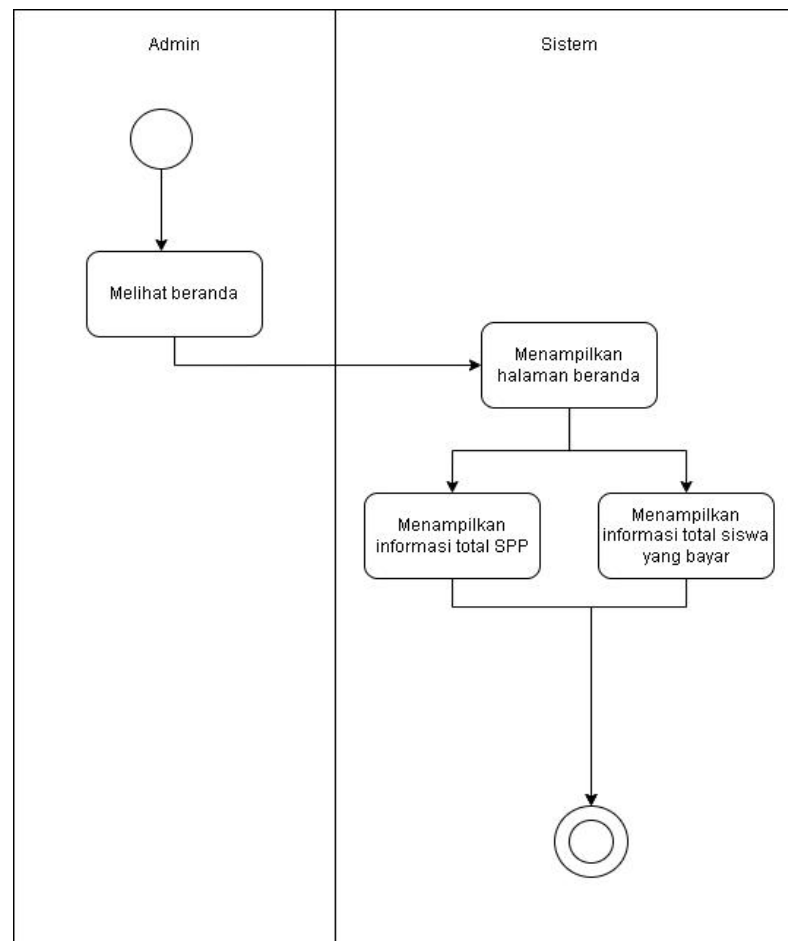 Admin
Sistem
Melihat beranda
Menampilkan
halaman beranda
Menampilkan
informasi total SPP
Menampilkan
informasi total siswa
yang bayar